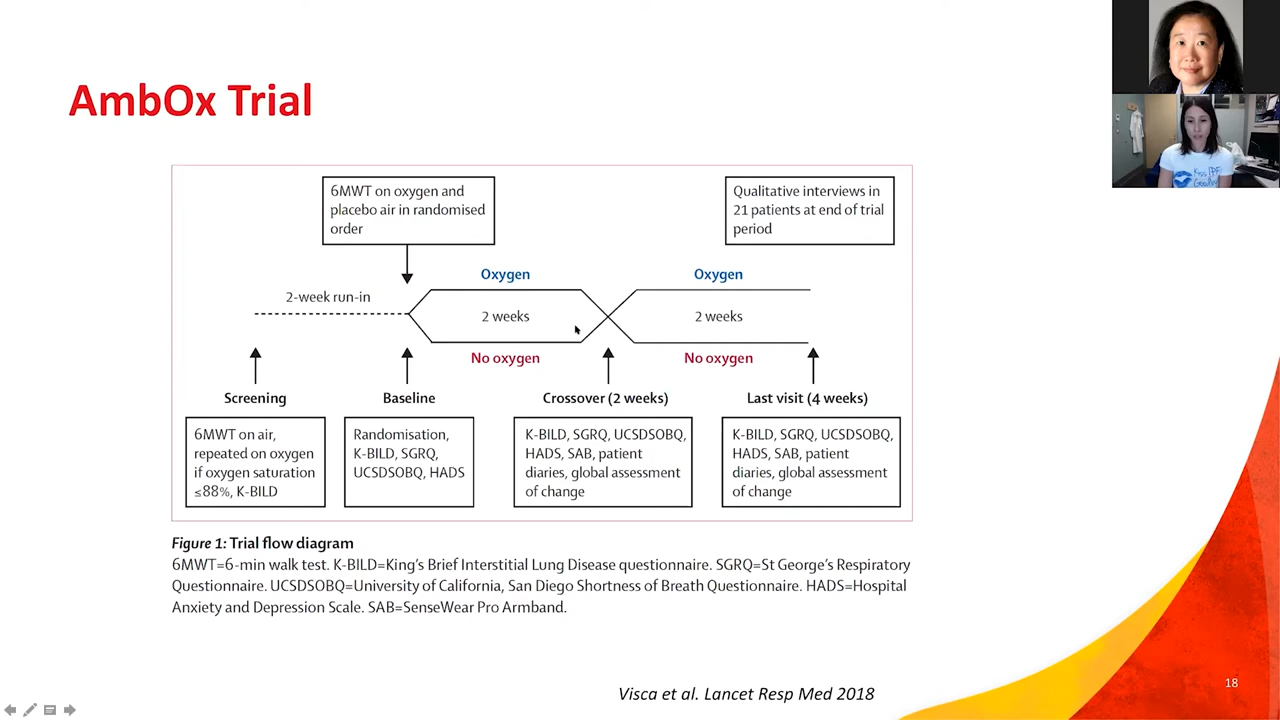 AmbOx Trial
6MWT on oxygen and
placebo air in randomised
order
Qualitative interviews in
21 patients at end of trial
period
Oxygen
Oxygen
2-week run-in
2 weeks
2 weeks
No oxygen
No oxygen
Screening
Baseline
Crossover (2 weeks)
Last visit (4 weeks)
6MWT on air,
repeated on oxygen
if oxygen saturation
≤88%, K-BILD
Randomisation,
K-BILD, SGRQ,
UCSDSOBQ, HADS
K-BILD, SGRQ, UCSDSOBQ,
HADS, SAB, patient
diaries, global assessment
of change
K-BILD, SGRQ, UCSDSOBQ,
HADS, SAB, patient
diaries, global assessment
of change
Figure 1: Trial flow diagram
6MWT=6-min walk test. K-BILD=King’s Brief Interstitial Lung Disease questionnaire. SGRQ=St George’s Respiratory
Questionnaire. UCSDSOBQ=University of California, San Diego Shortness of Breath Questionnaire. HADS=Hospital
Anxiety and Depression Scale. SAB=SenseWear Pro Armband.
Visca et al. Lancet Resp Med 2018
18
Kiss